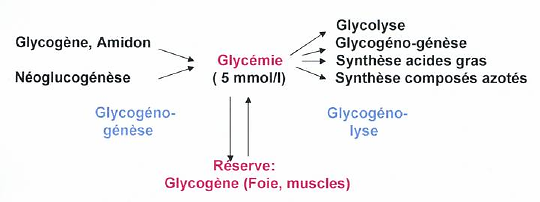 Glycogène, Amidon
Néoglucogénèse
Glycémie
( 5 mmol/l)
Glycolyse
Glycogéno-génèse
Synthèse acides gras
Synthèse composés azotés
Glycogéno-
génèse
Glycogéno-
lyse
Réserve:
Glycogène (Foie, muscles)